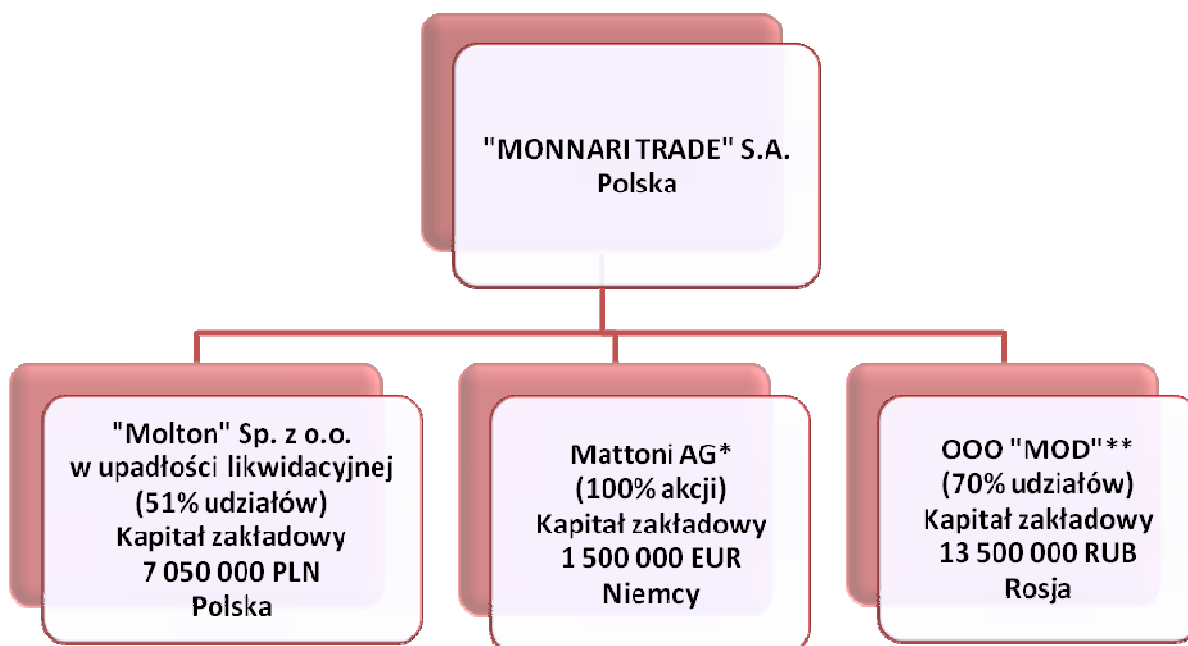 "MONNARI TRADE" S.A.
Polska
"Molton" Sp. z o.o.
w upadłości likwidacyjnej
(51% udziałów)
Kapitał zakładowy
7 050 000 PLN
Polska
Mattoni AG*
(100% akcji)
Kapitał zakładowy
1 500 000 EUR
Niemcy
OOO "MOD"**
(70% udziałów)
Kapitał zakładowy
13 500 000 RUB
Rosja